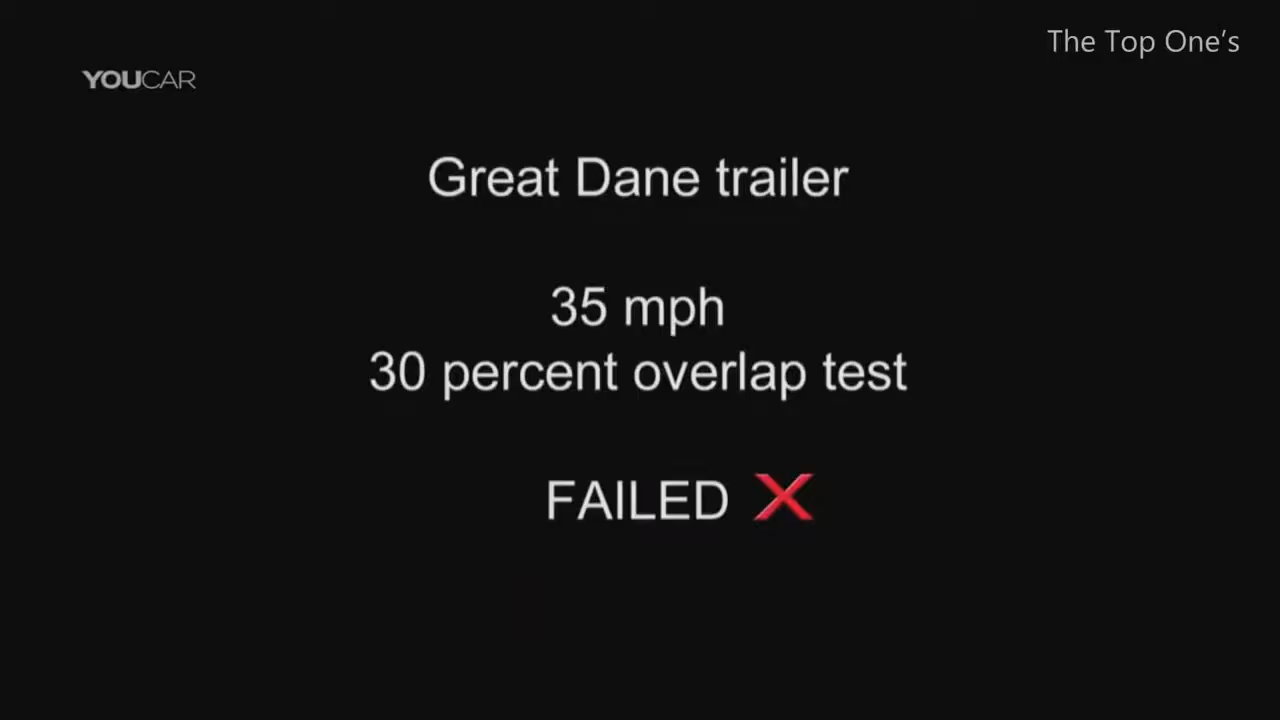 The Top One's
YOUCAR
Great Dane trailer
35 mph
30 percent overlap test
FAILED